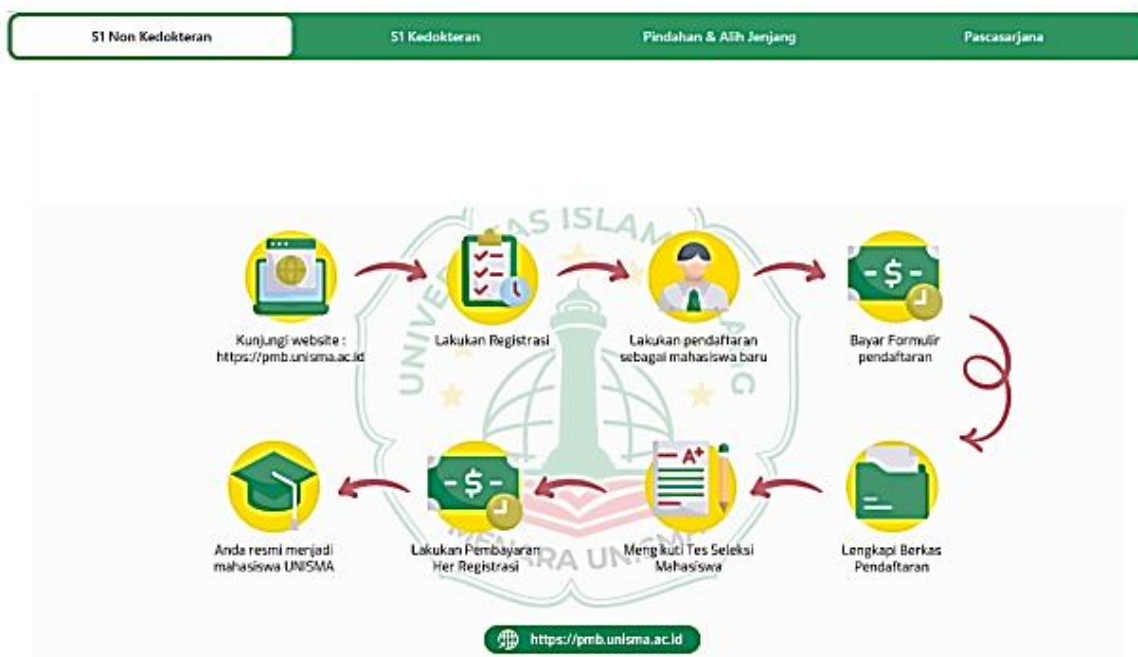 S1 Non Kedokteran
S1 Kedokteran
Pindahan & Alih Jenjang
Pascasarjana
Kunjungi website :
https://pmb.unisma.ac.id
Lakukan Registrasi
Lakukan pendaftaran
sebagai mahasiswa baru
Bayar Formulir
pendaftaran
Lengkapi Berkas
Pendaftaran
Mengikuti Tes Seleksi
Mahasiswa
A+
Lakukan Pembayaran
Her Registrasi
Anda resmi menjadi
mahasiswa UNISMA
MENARA UNISMA
https://pmb.unisma.ac.id